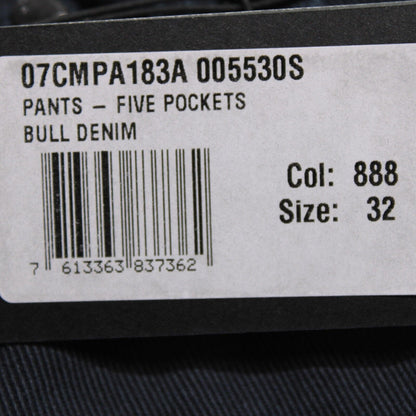 07CMPA183A 005530S
PANTS – FIVE POCKETS
BULL DENIM
Col: 888
Size: 32
7 613363 837362